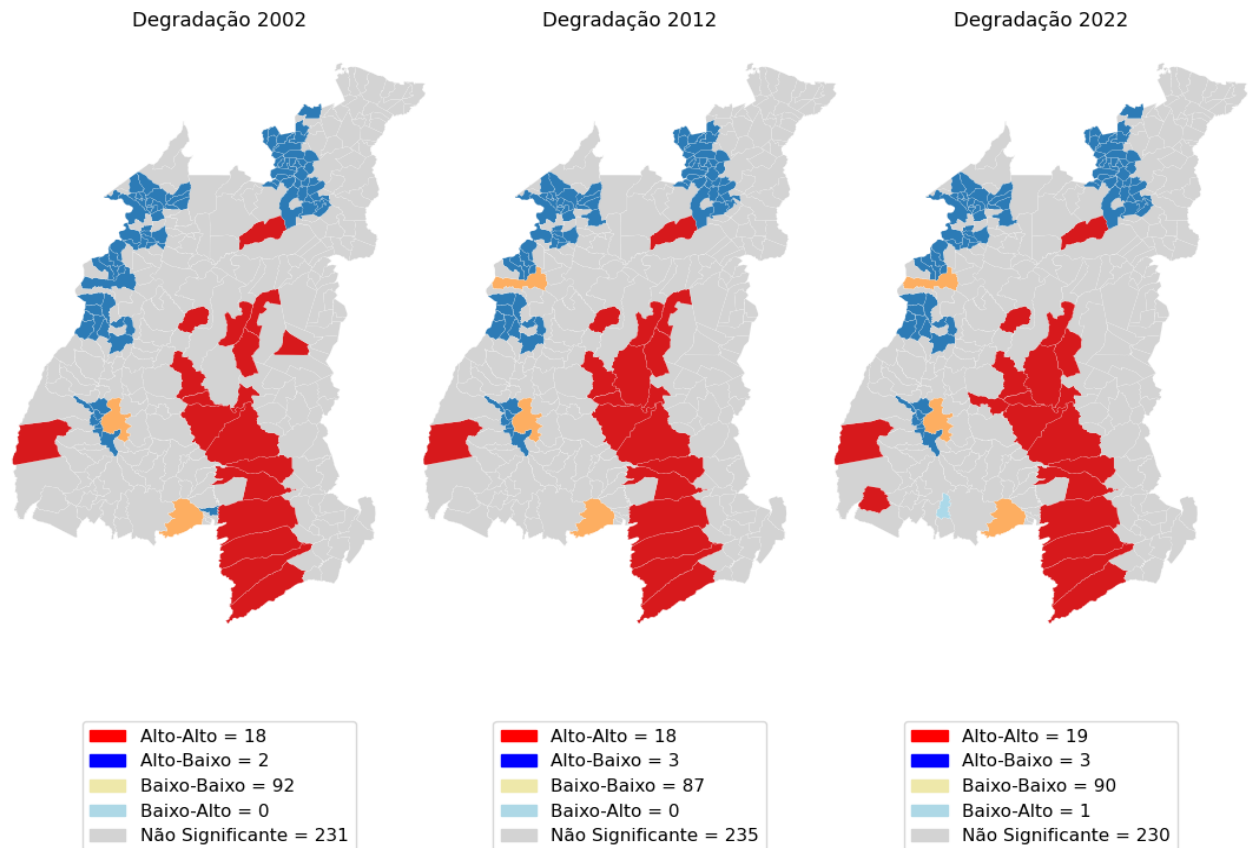 Degradação 2002
Degradação 2012
Degradação 2022
Alto-Alto = 18
Alto-Baixo = 2
Baixo-Baixo = 92
Baixo-Alto = 0
Não Significante = 231
Alto-Alto = 18
Alto-Baixo = 3
Baixo-Baixo = 87
Baixo-Alto = 0
Não Significante = 235
Alto-Alto = 19
Alto-Baixo = 3
Baixo-Baixo = 90
Baixo-Alto = 1
Não Significante = 230